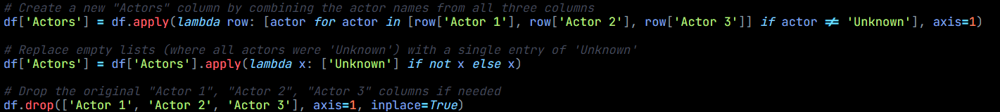 # Create a new "Actors" column by combining the actor names from all three columns
df['Actors'] = df.apply(lambda row: [actor for actor in [row['Actor 1'], row['Actor 2'], row['Actor 3']] if actor != 'Unknown'], axis=1)
# Replace empty lists (where all actors were 'Unknown') with a single entry of 'Unknown'
df['Actors'] = df['Actors'].apply(lambda x: ['Unknown'] if not x else x)
# Drop the original "Actor 1", "Actor 2", "Actor 3" columns if needed
df.drop(['Actor 1', 'Actor 2', 'Actor 3'], axis=1, inplace=True)